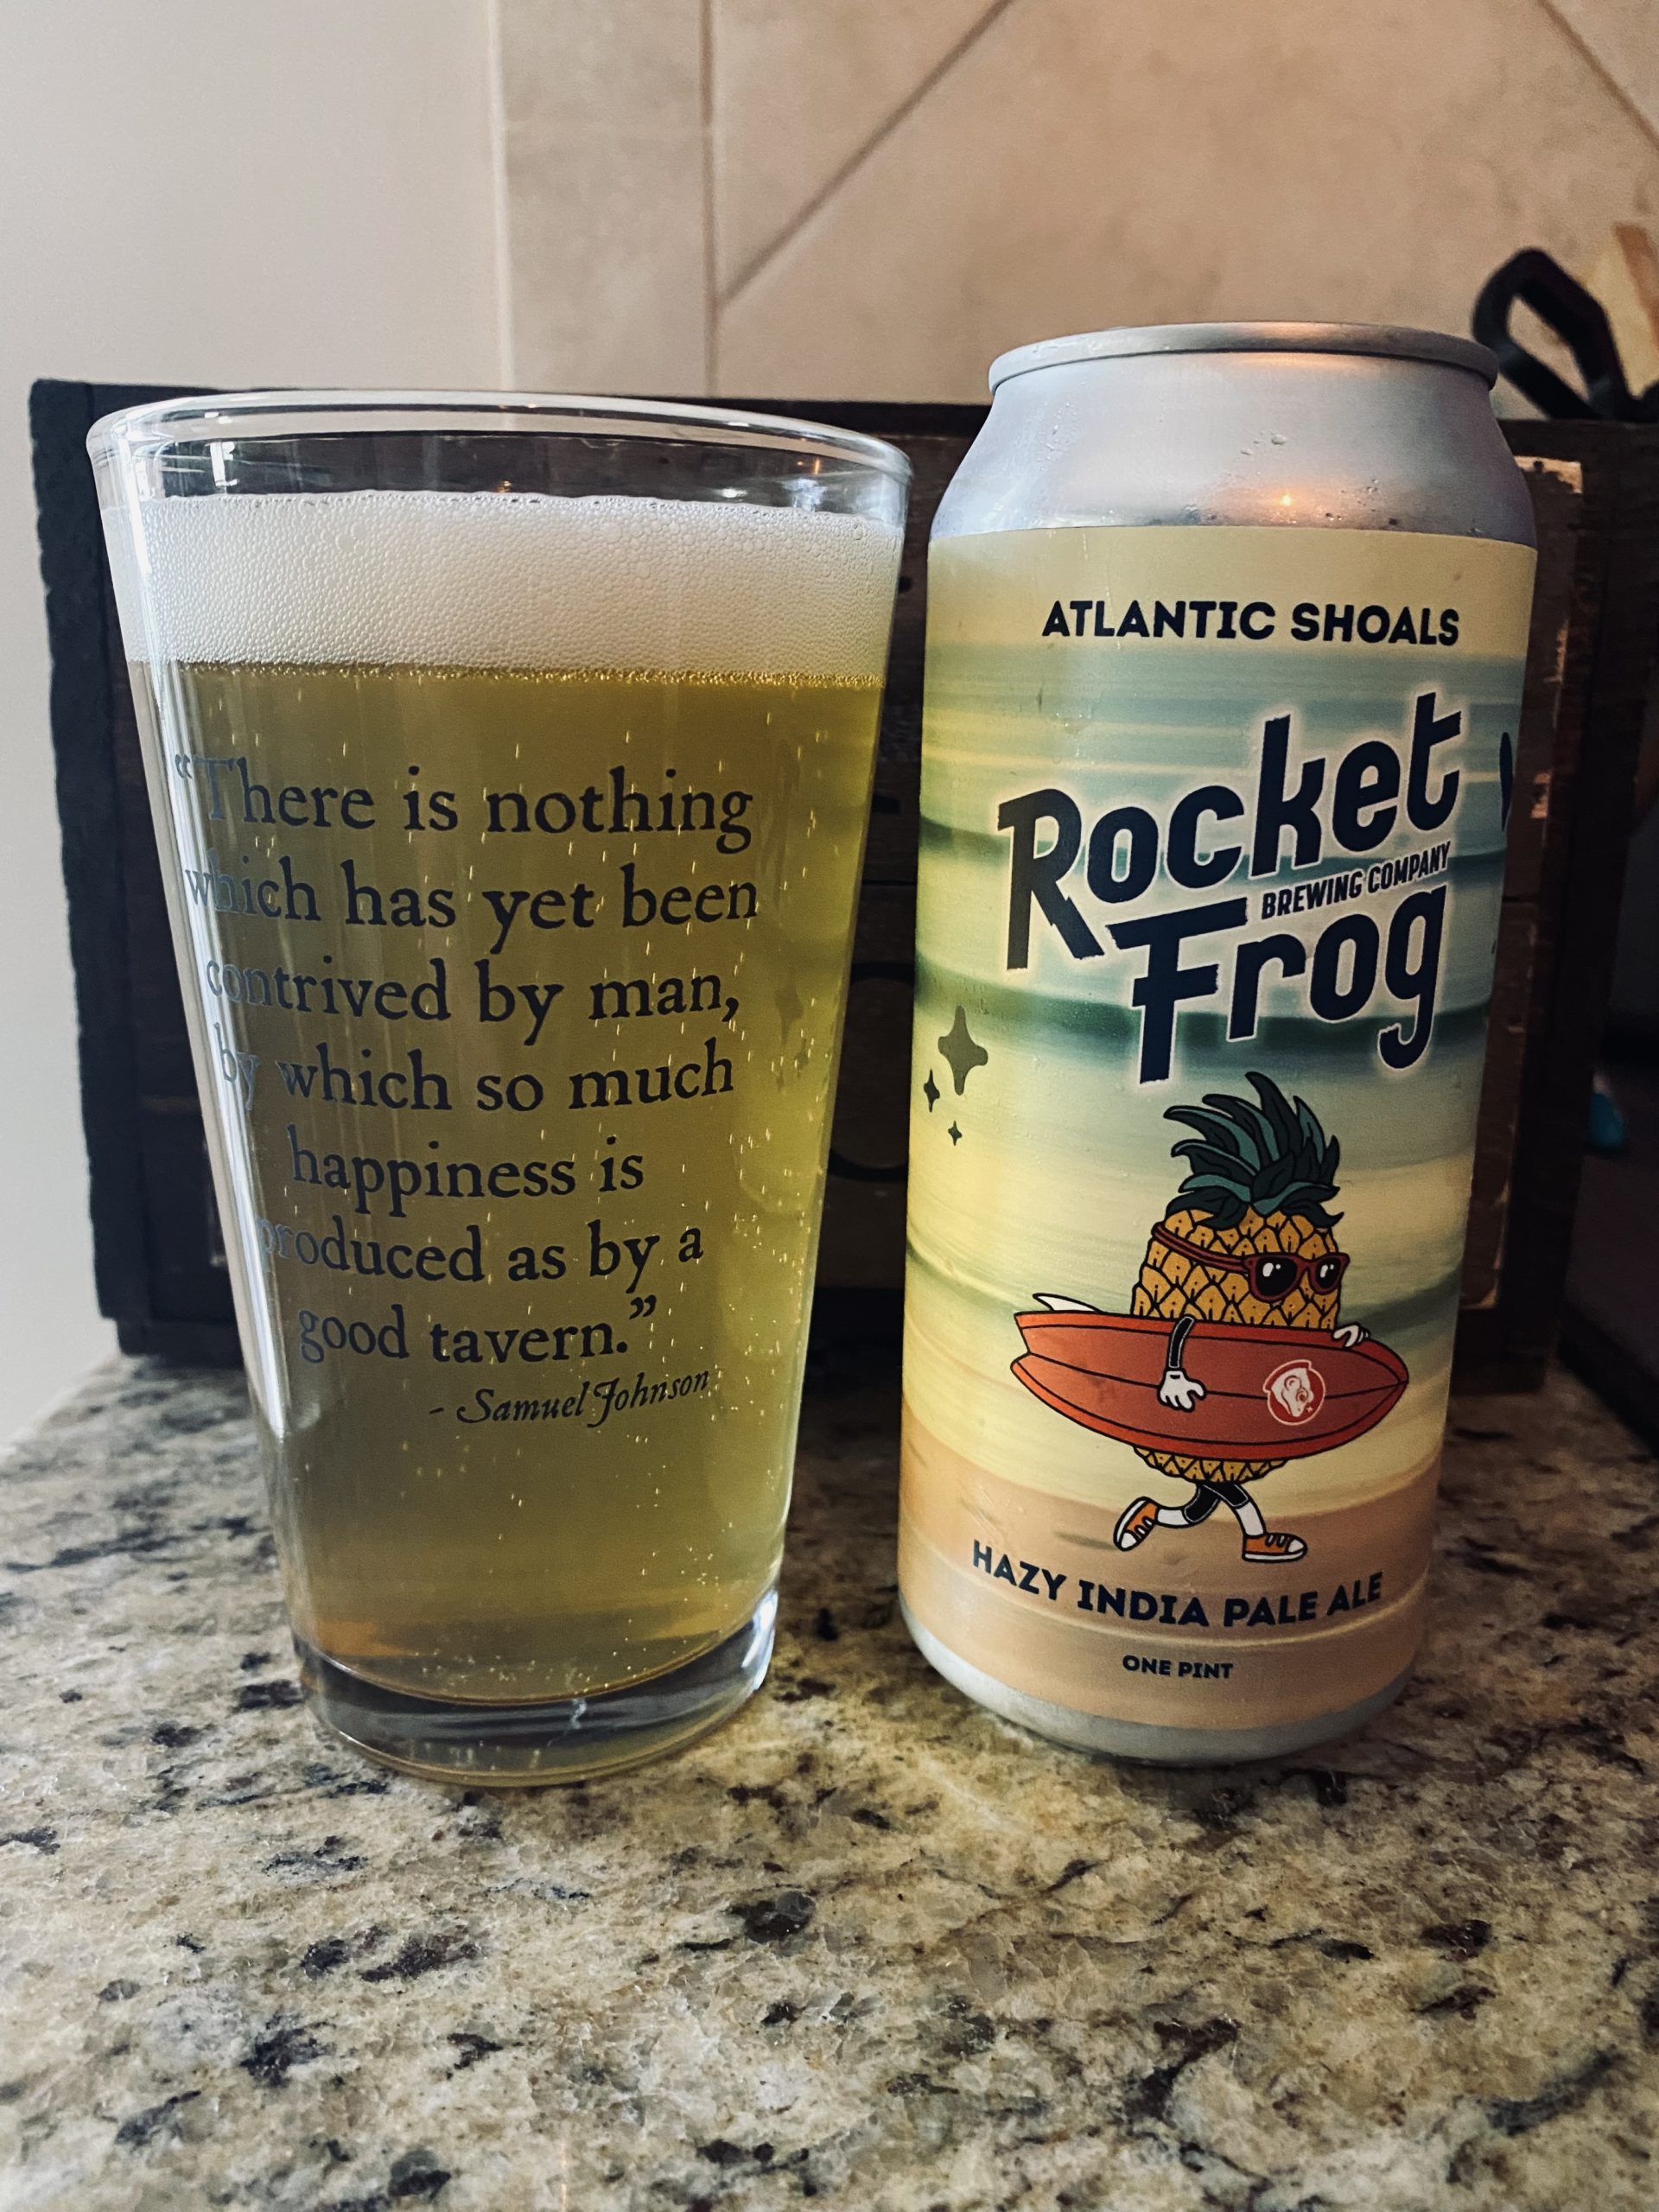 “There is nothing
which has yet been
contrived by man,
by which so much
happiness is
produced as by a
good tavern.”
- Samuel Johnson
ATLANTIC SHOALS
Rocket
BREWING COMPANY
Frog
HAZY INDIA PALE ALE
ONE PINT